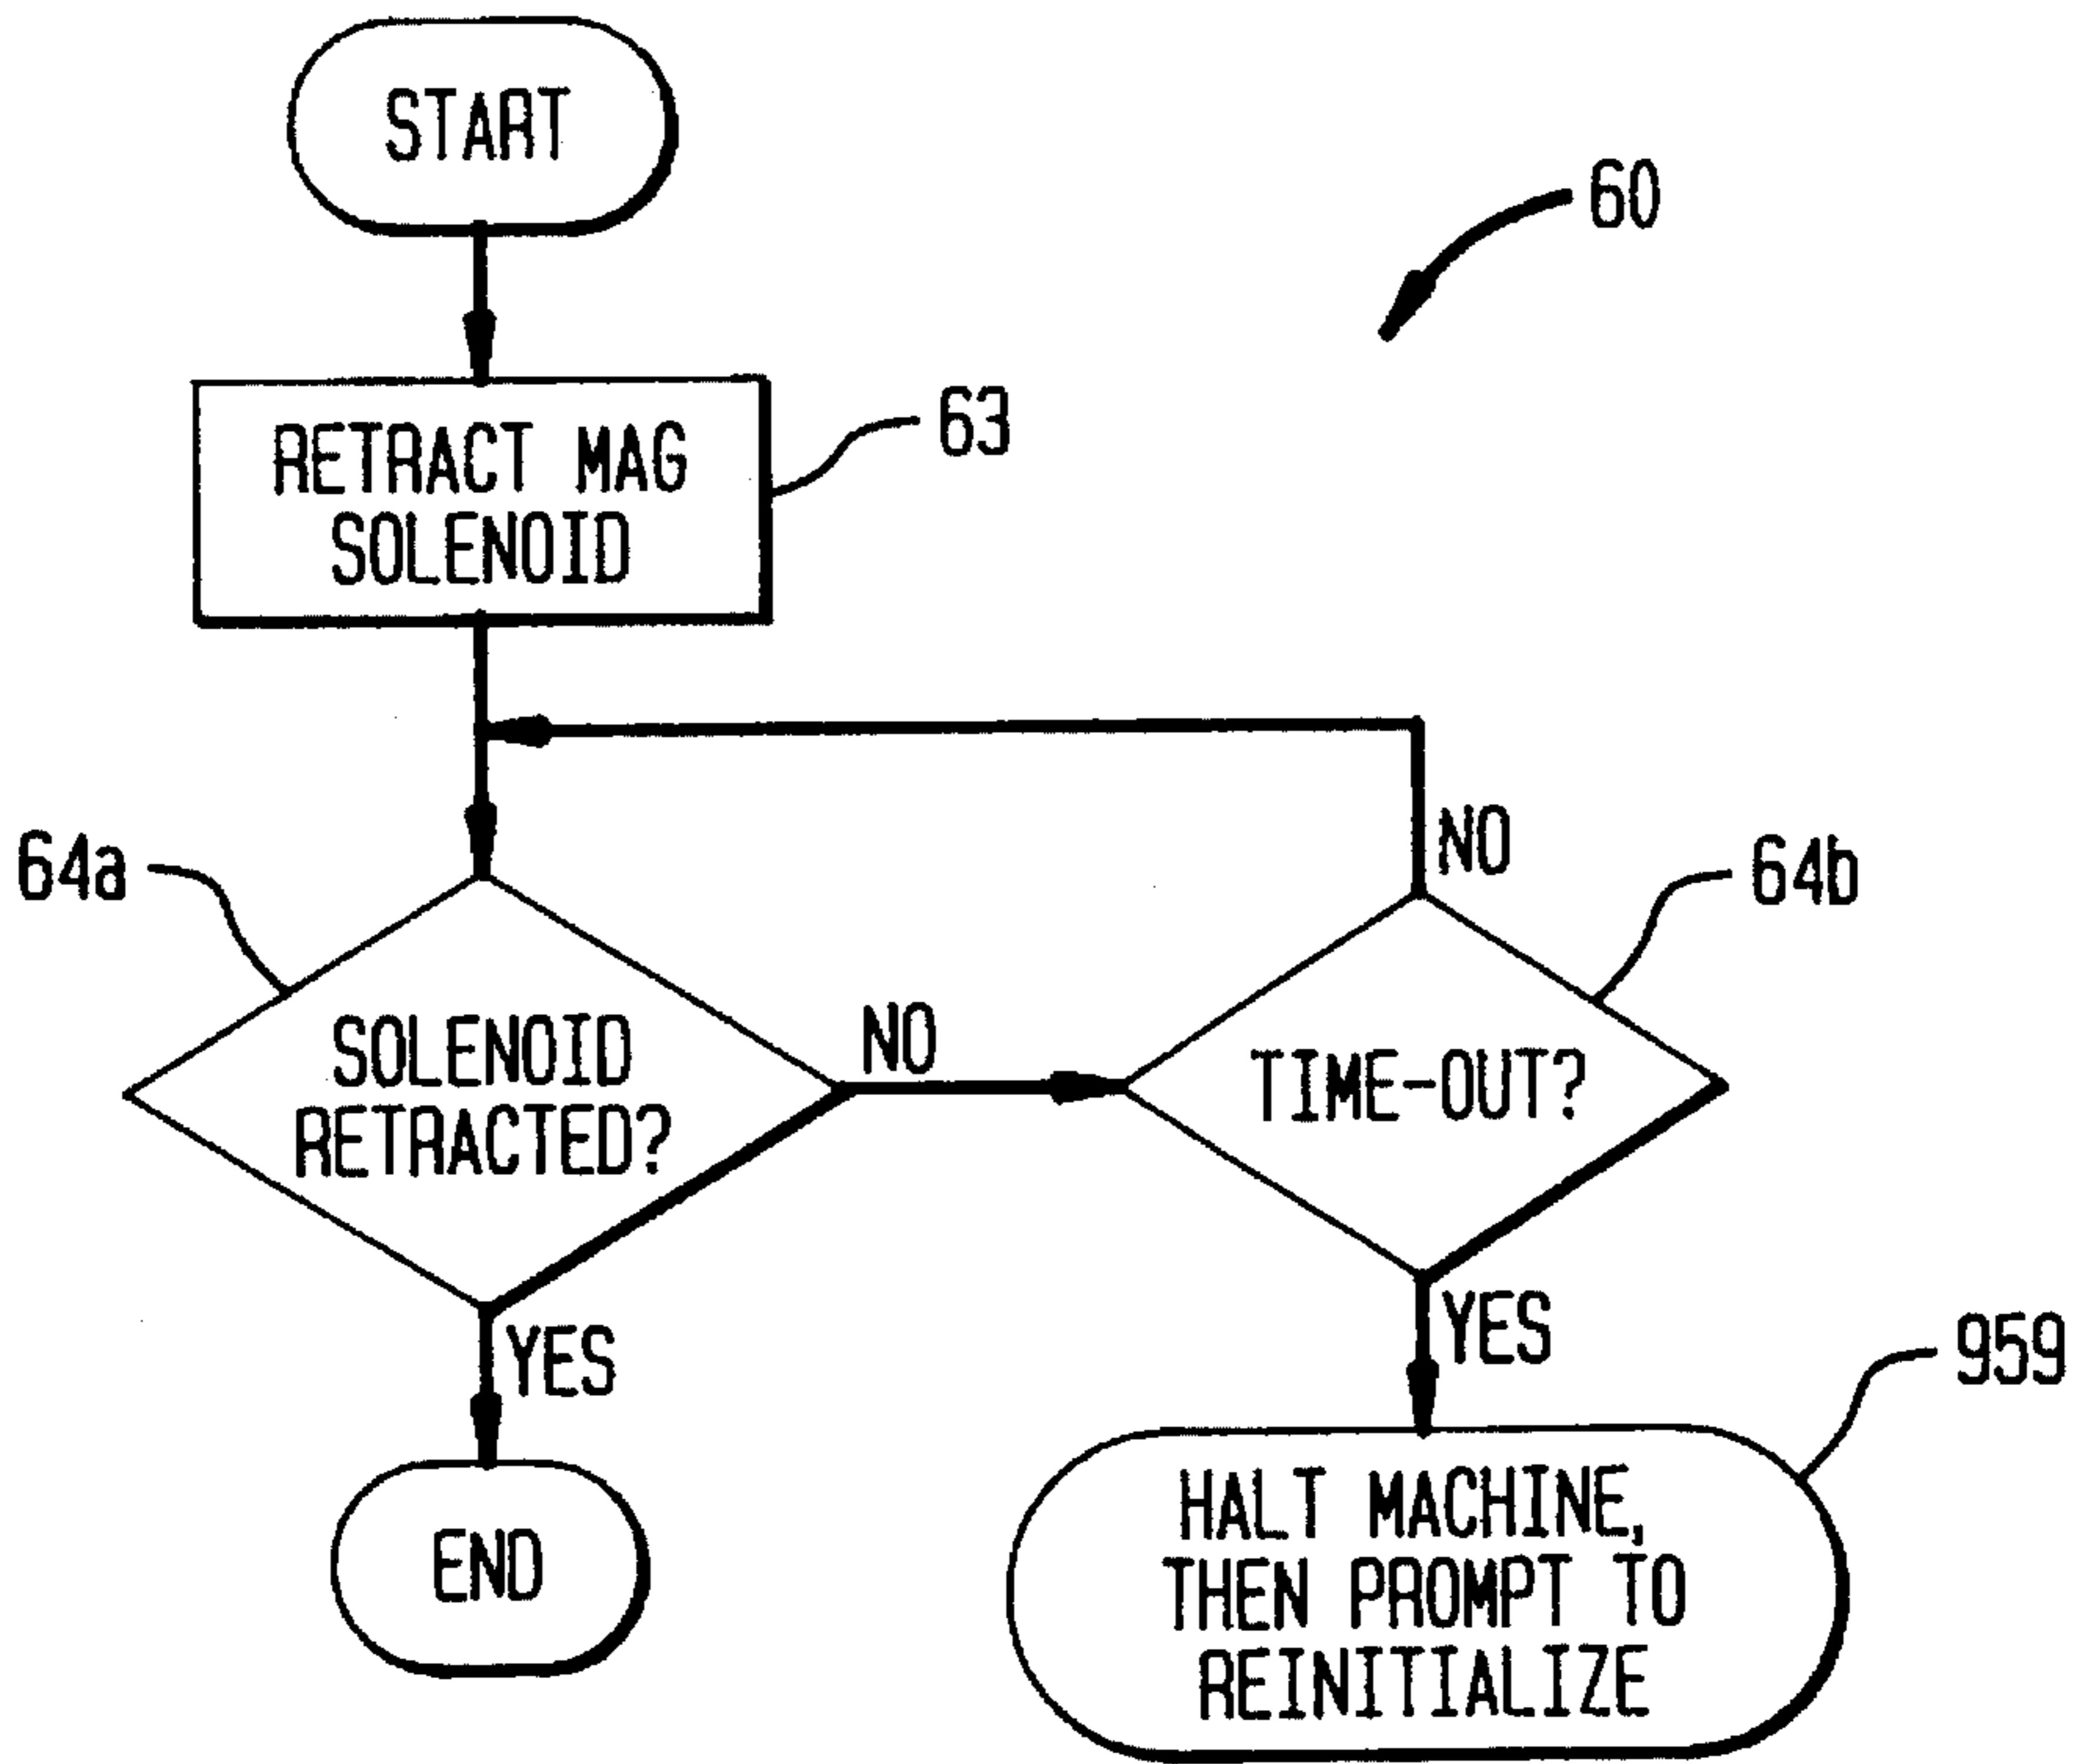 START
60
RETRACT MAG
SOLENOID
63
64a
SOLENOID
RETRACTED?
NO
NO
64b
TIME-OUT?
YES
YES
959
END
HALT MACHINE,
THEN PROMPT TO
REINITIALIZE